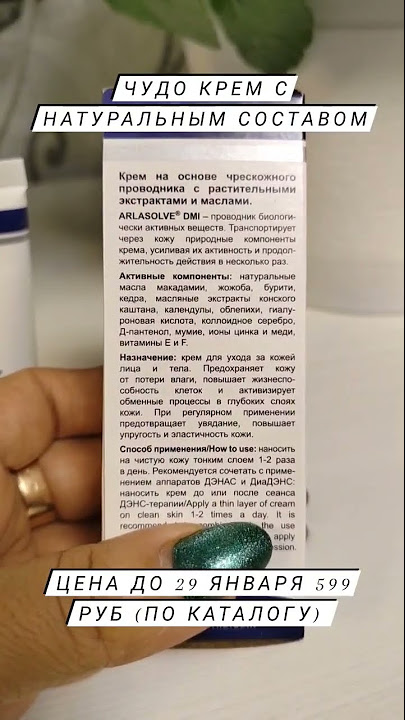 ЧУДО КРЕМ С
НАТУРАЛЬНЫМ СОСТАВОМ
Крем на основе чрескожного
проводника с растительными
экстрактами и маслами.
ARLASOLVE® DMI – проводник биологи-
чески активных веществ. Транспортирует
через кожу природные компоненты
крема, усиливая их активность и продол-
жительность действия в несколько раз.
Активные компоненты: натуральные
масла макадамии, жожоба, бурити,
кедра, масляные экстракты конского
каштана, календулы, облепихи, гиалу-
роновая кислота, коллоидное серебро,
Д-пантенол, мумие, ионы цинка и меди,
витамины Е и F.
Назначение: крем для ухода за кожей
лица и тела. Предохраняет кожу
от потери влаги, повышает жизнеспо-
собность клеток и активизирует
обменные процессы в глубоких слоях
кожи. При регулярном применении
предотвращает увядание, повышает
упругость и эластичность кожи.
Способ применения/How to use: наносить
на чистую кожу тонким слоем 1-2 раза
в день. Рекомендуется сочетать с приме-
нением аппаратов ДЭНАС и ДиаДЭНС:
наносить крем до или после сеанса
ДЭНС-терапии/Apply a thin layer of cream
on clean skin 1-2 times a day. It is
the use
apply
ЦЕНА ДО 29 ЯНВАРЯ 599
РУБ (ПО КАТАЛОГУ)